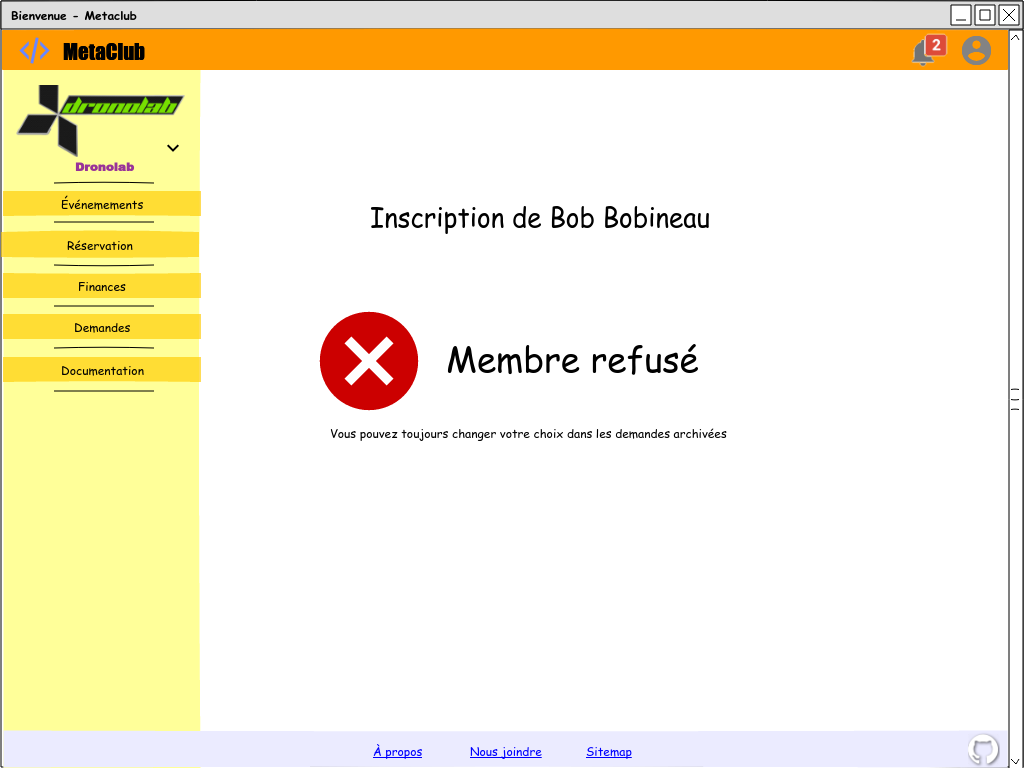 Bienvenue - Metaclub
</> MetaClub
2
dronolab
Dronolab
Événemements
Réservation
Finances
Demandes
Documentation
Inscription de Bob Bobineau
Membre refusé
Vous pouvez toujours changer votre choix dans les demandes archivées
À propos Nous joindre Sitemap